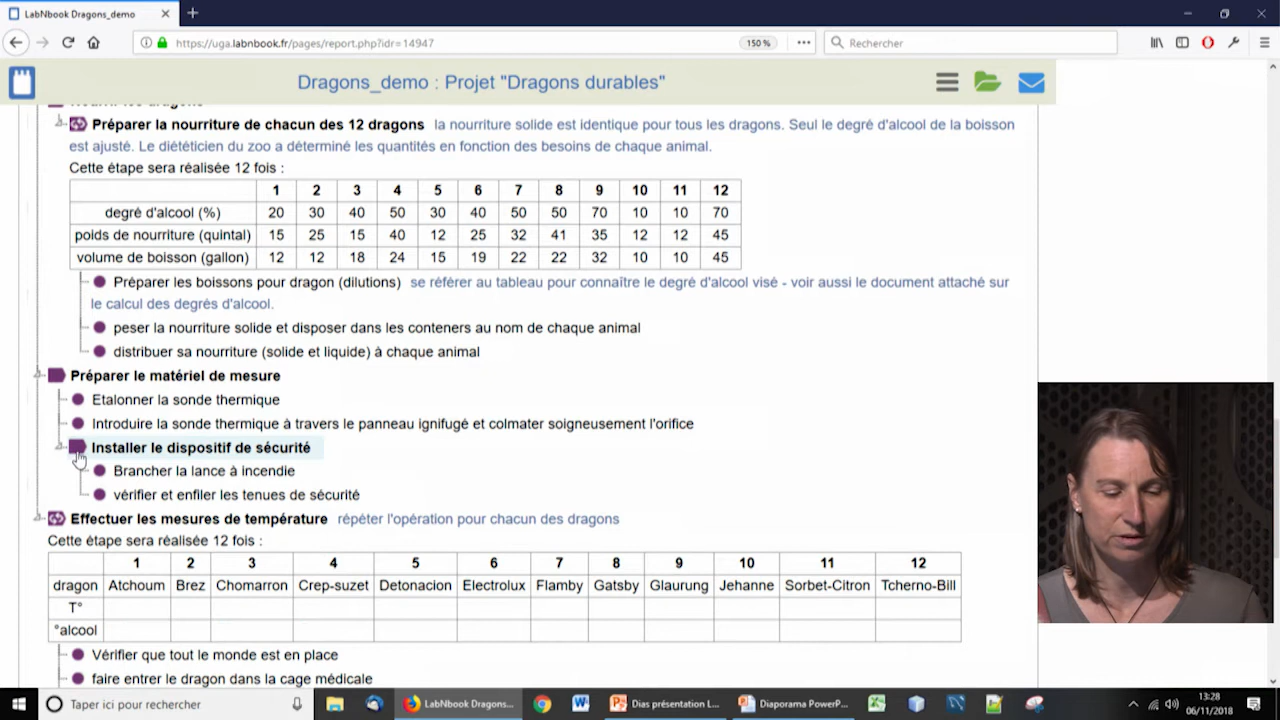 LabNbook Dragons_demo
https://uga.labnbook.fr/pages/report.php?idr=14947
150 %
Rechercher
Dragons_demo : Projet "Dragons durables"
Nourrir les dragons
Préparer la nourriture de chacun des 12 dragons la nourriture solide est identique pour tous les dragons. Seul le degré d'alcool de la boisson
est ajusté. Le diététicien du zoo a déterminé les quantités en fonction des besoins de chaque animal.
Cette étape sera réalisée 12 fois :
1 2 3 4 5 6 7 8 9 10 11 12
degré d'alcool (%) 20 30 40 50 30 40 50 50 70 10 10 70
poids de nourriture (quintal) 15 25 15 40 12 25 32 41 35 12 12 45
volume de boisson (gallon) 12 12 18 24 15 19 22 22 32 10 10 45
Préparer les boissons pour dragon (dilutions) se référer au tableau pour connaître le degré d'alcool visé - voir aussi le document attaché sur
le calcul des degrés d'alcool.
peser la nourriture solide et disposer dans les conteners au nom de chaque animal
distribuer sa nourriture (solide et liquide) à chaque animal
Préparer le matériel de mesure
Etalonner la sonde thermique
Introduire la sonde thermique à travers le panneau ignifugé et colmater soigneusement l'orifice
Installer le dispositif de sécurité
Brancher la lance à incendie
vérifier et enfiler les tenues de sécurité
Effectuer les mesures de température répéter l'opération pour chacun des dragons
Cette étape sera réalisée 12 fois :
1 2 3 4 5 6 7 8 9 10 11 12
dragon Atchoum Brez Chomarron Crep-suzet Detonacion Electrolux Flamby Gatsby Glaurung Jehanne Sorbet-Citron Tcherno-Bill
T°
°alcool
Vérifier que tout le monde est en place
faire entrer le dragon dans la cage médicale
Taper ici pour rechercher
LabNbook Dragons...
Dias présentation L...
Diaporama PowerP...
13:28
06/11/2018